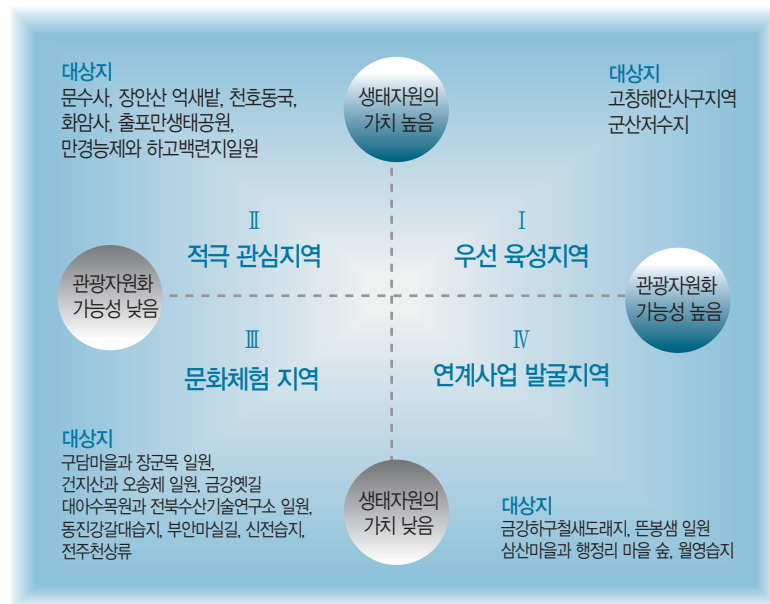 대상지
문수사, 장안산 억새밭, 천호동국,
화암사, 줄포만생태공원,
만경능제와 하고백련지일원
생태자원의
가치 높음
대상지
고창해안사구지역
군산저수지
Ⅱ
적극 관심지역
Ⅰ
우선 육성지역
관광자원화
가능성 낮음
관광자원화
가능성 높음
Ⅲ
문화체험 지역
Ⅳ
연계사업 발굴지역
대상지
구담마을과 장군목 일원,
건지산과 오송제 일원, 금강옛길
대아수목원과 전북수산기술연구소 일원,
동진강갈대습지, 부안마실길, 신전습지,
전주천상류
생태자원의
가치 낮음
대상지
금강하구철새도래지, 뜬봉샘 일원
삼산마을과 행정리 마을 숲, 월영습지